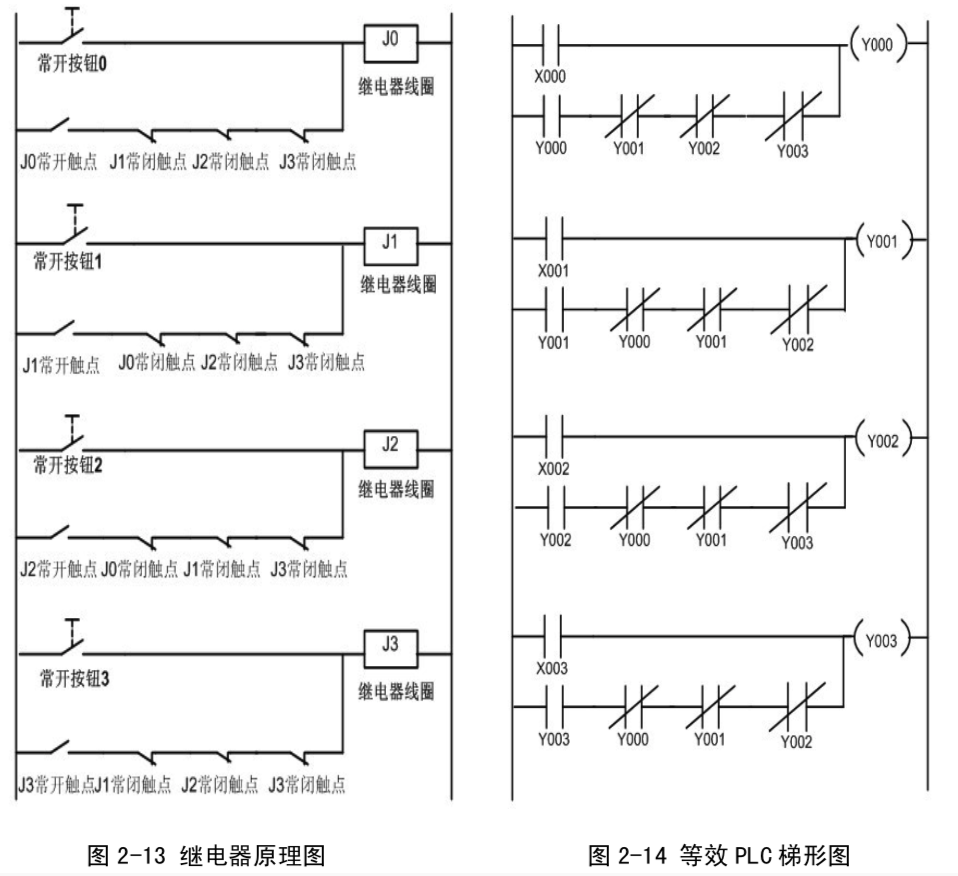 J0
常开按钮0
继电器线圈
J0常开触点 J1常闭触点 J2常闭触点 J3常闭触点
J1
常开按钮1
继电器线圈
J1常开触点 J0常闭触点 J2常闭触点 J3常闭触点
J2
常开按钮2
继电器线圈
J2常开触点 J0常闭触点 J1常闭触点 J3常闭触点
J3
常开按钮3
继电器线圈
J3常开触点 J1常闭触点 J2常闭触点 J3常闭触点
图 2-13 继电器原理图
Y000
X000
Y000 Y001 Y002 Y003
Y001
X001
Y001 Y000 Y001 Y002
Y002
X002
Y002 Y000 Y001 Y003
Y003
X003
Y003 Y000 Y001 Y002
图 2-14 等效 PLC 梯形图